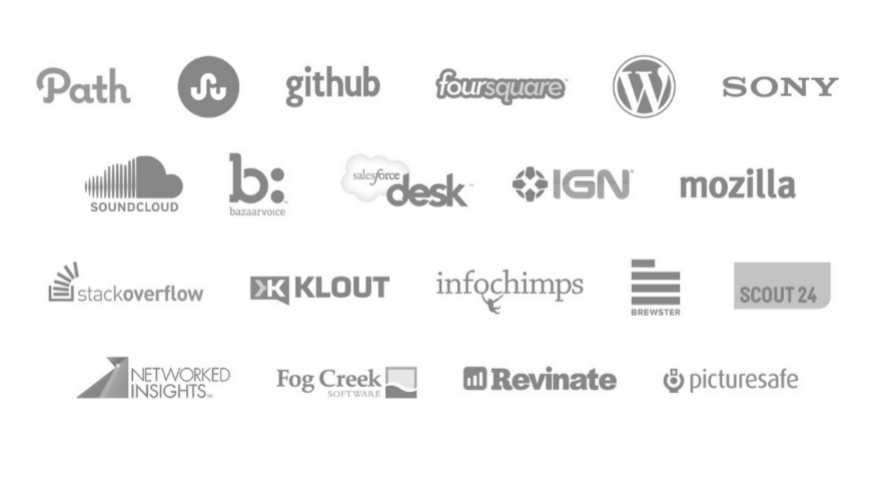 Path github foursquare W SONY
SOUNDCLOUD b: bazaarvoice salesforce desk IGN mozilla
stackoverflow K KLOUT infochimps BREWSTER SCOUT 24
NETWORKED INSIGHTS Fog Creek SOFTWARE Revinate picturesafe